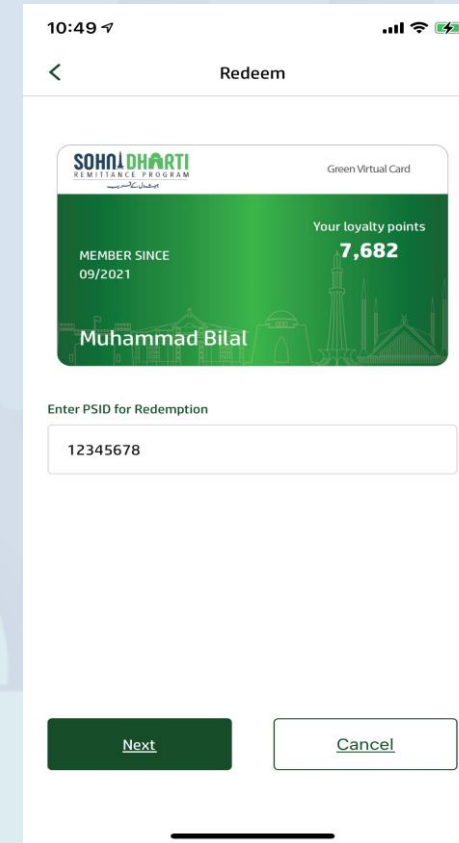 10:49
Redeem
SOHNI DHARTI
REMITTANCE PROGRAM
Green Virtual Card
Your loyalty points
7,682
MEMBER SINCE
09/2021
Muhammad Bilal
Enter PSID for Redemption
12345678
Next
Cancel